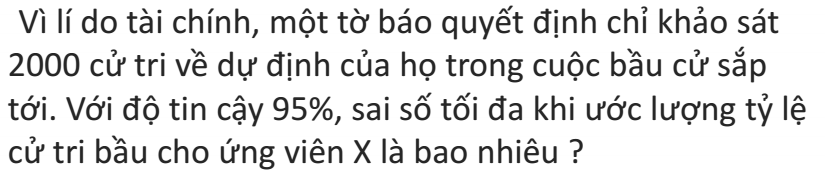 Vì lí do tài chính, một tờ báo quyết định chỉ khảo sát
2000 cử tri về dự định của họ trong cuộc bầu cử sắp
tới. Với độ tin cậy 95%, sai số tối đa khi ước lượng tỷ lệ
cử tri bầu cho ứng viên X là bao nhiêu ?